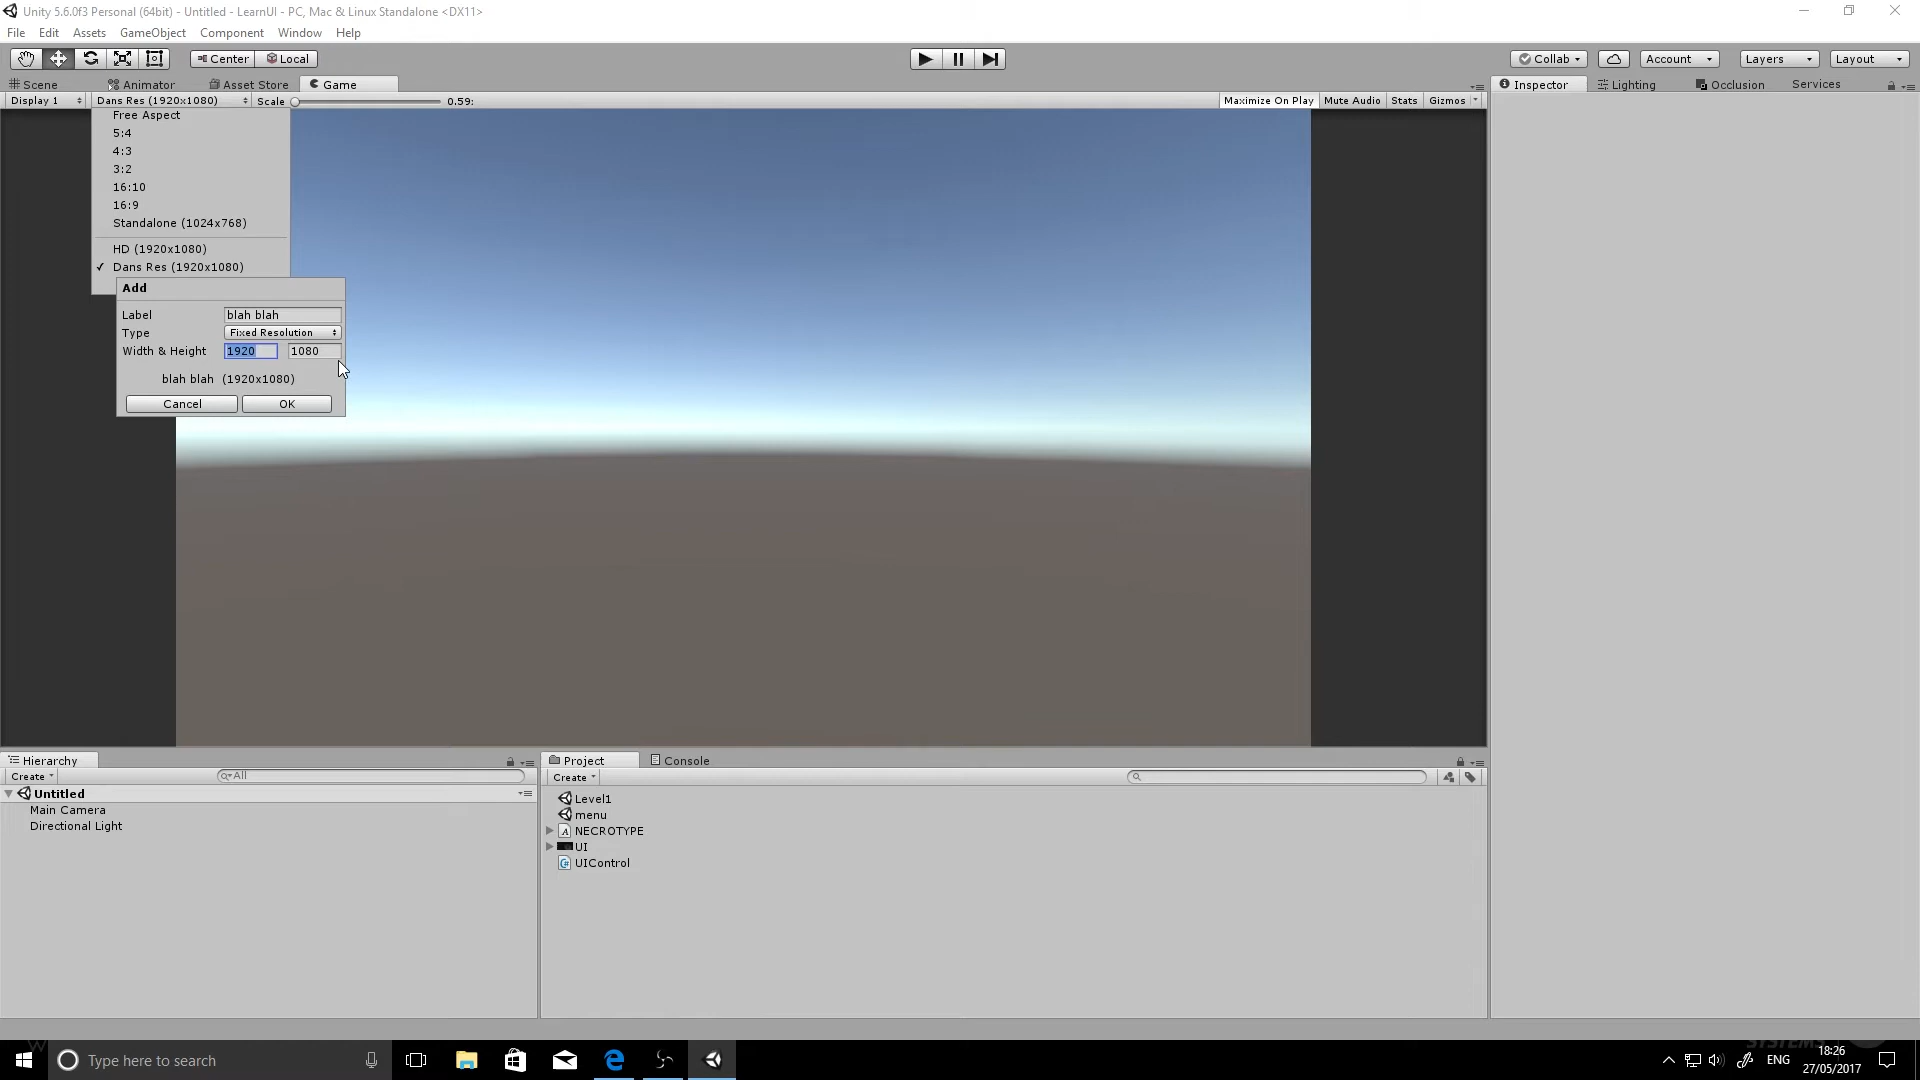 Unity 5.6.0f3 Personal (64bit) - Untitled - LearnUI - PC, Mac & Linux Standalone <DX11>
File Edit Assets GameObject Component Window Help
Center Local Collab Account Layers Layout
Scene Animator Asset Store Game Inspector Lighting Occlusion Services
Display 1 Dans Res (1920x1080) Scale 0.59: Maximize On Play Mute Audio Stats Gizmos
Free Aspect
5:4
4:3
3:2
16:10
16:9
Standalone (1024x768)
HD (1920x1080)
✓ Dans Res (1920x1080)
Add
Label blah blah
Type Fixed Resolution
Width & Height 1920 1080
blah blah (1920x1080)
Cancel OK
Hierarchy Project Console
Create All Create
Untitled
Main Camera
Directional Light
Level1
menu
NECROTYPE
UI
UIControl
SYSTEMS
Type here to search ENG 18:26
27/05/2017